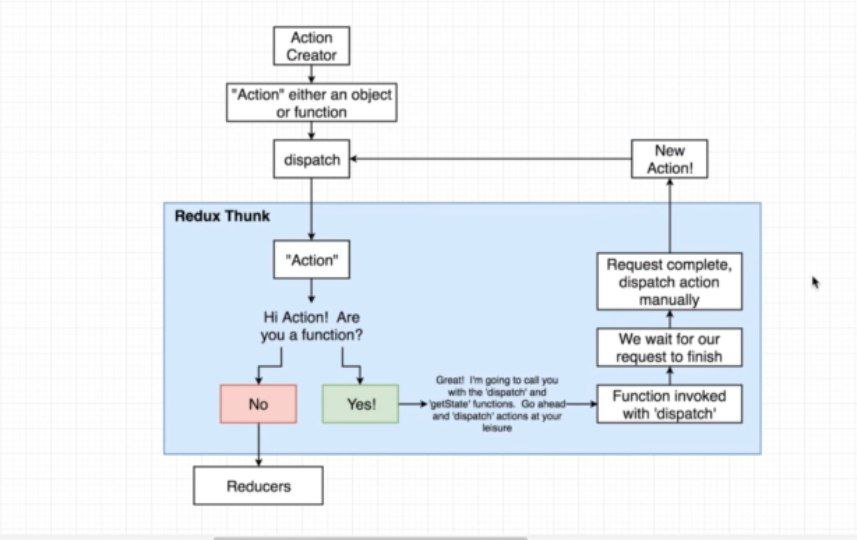 Action
Creator
"Action" either an object
or function
dispatch
New
Action!
Redux Thunk
"Action"
Hi Action!  Are
you a function?
No
Yes!
Great!  I'm going to call you
with the 'dispatch' and
'getState' functions.  Go ahead
and 'dispatch' actions at your
leisure
Function invoked
with 'dispatch'
We wait for our
request to finish
Request complete,
dispatch action
manually
Reducers